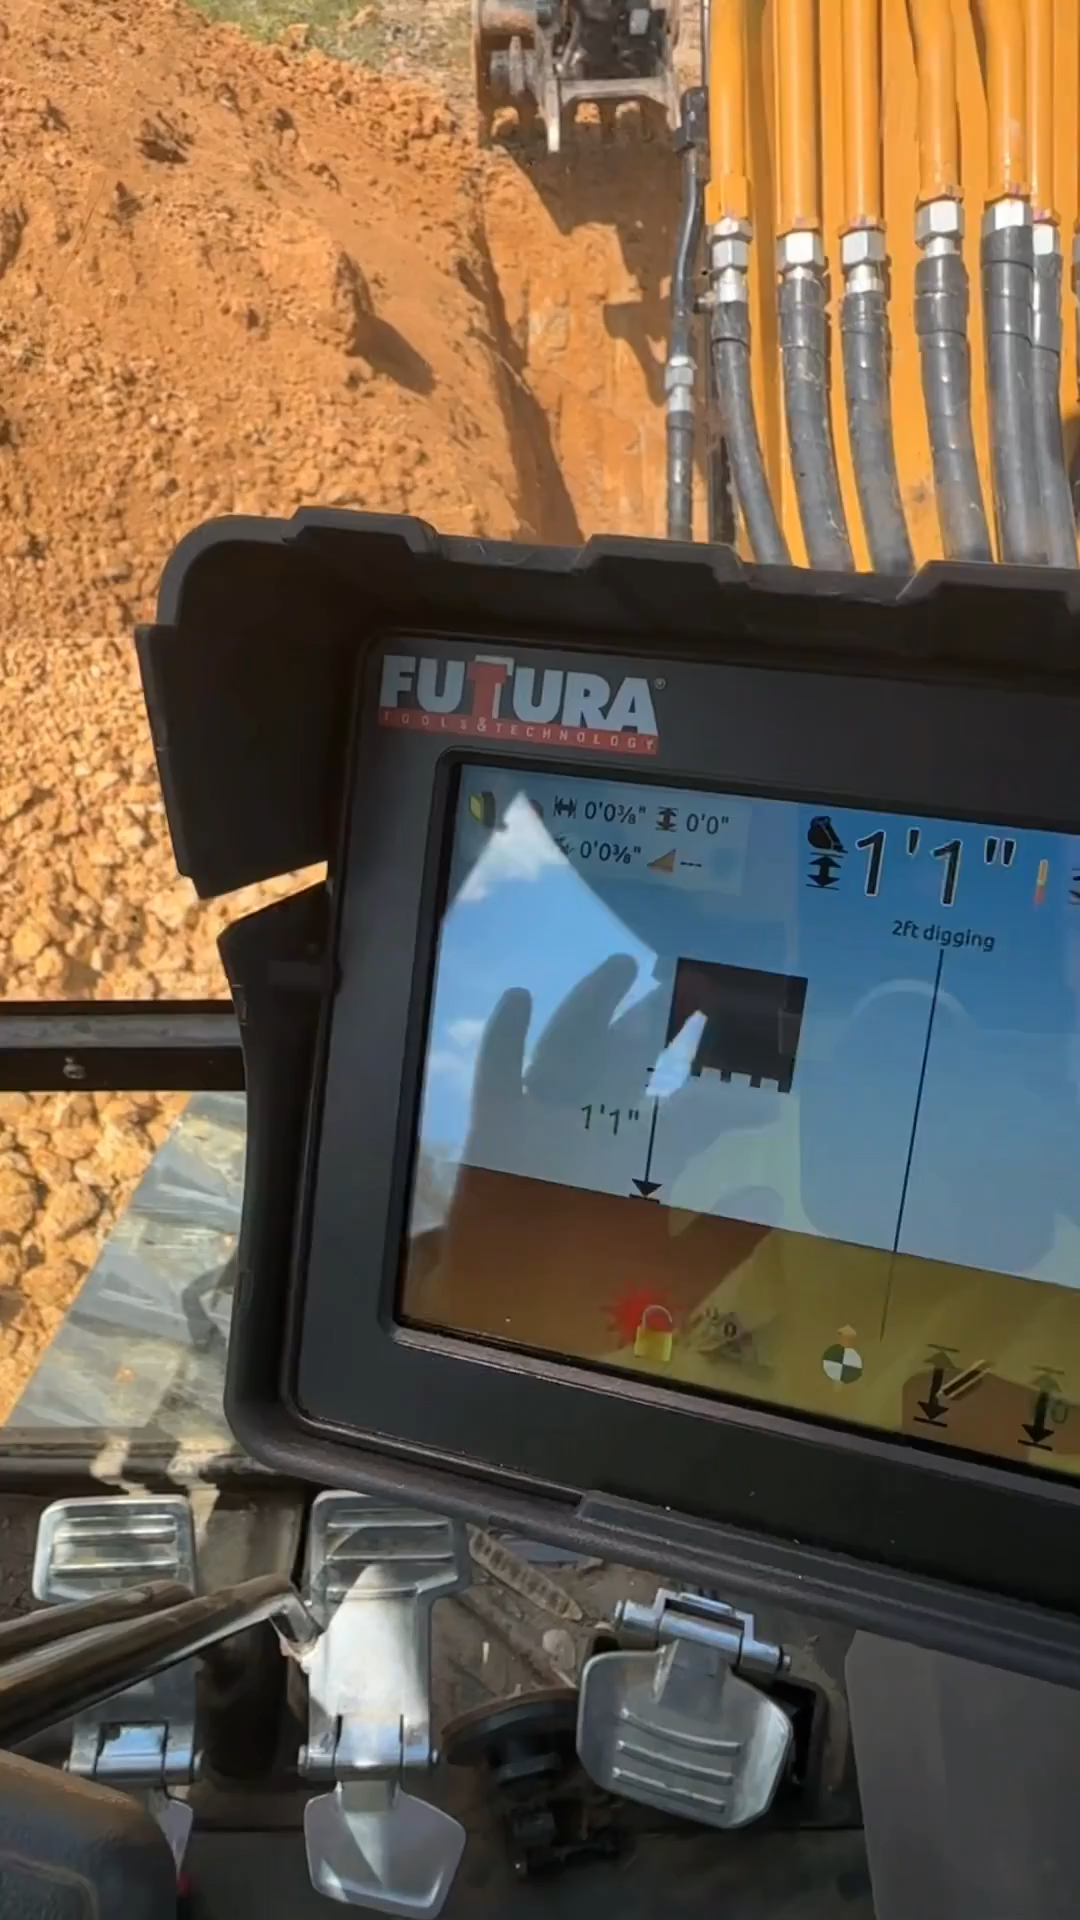 FUTURA®
TOOLS & TECHNOLOGY
0'0⅜" 0'0"
0'0⅜" ---
1'1"
2ft digging
1'1"